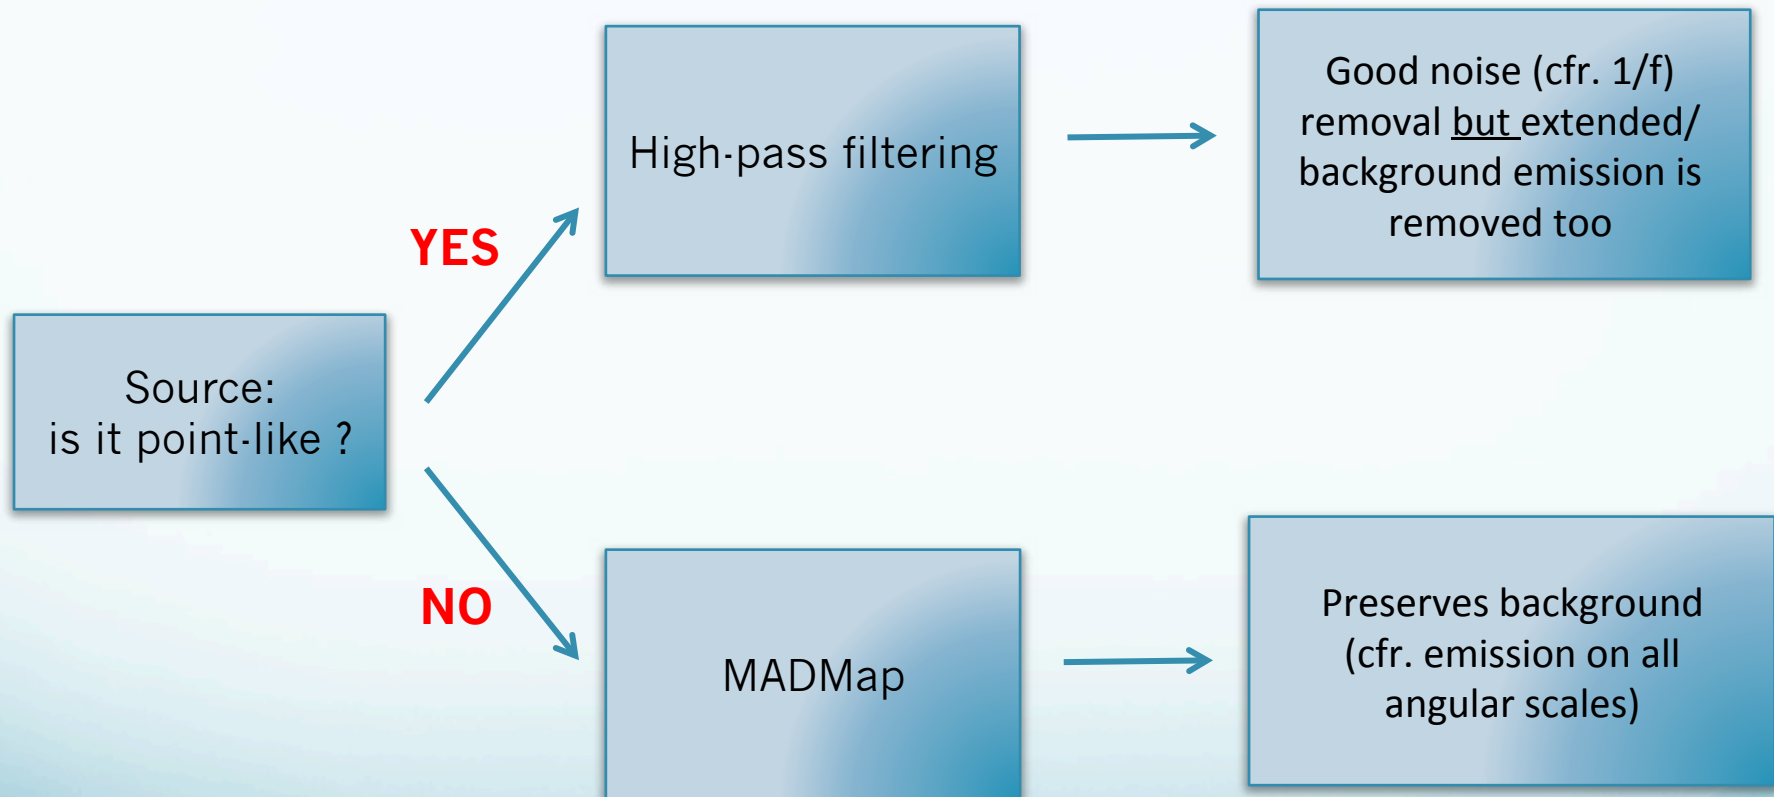 Source:
is it point-like ?
YES
High-pass filtering
Good noise (cfr. 1/f)
removal but extended/
background emission is
removed too
NO
MADMap
Preserves background
(cfr. emission on all
angular scales)